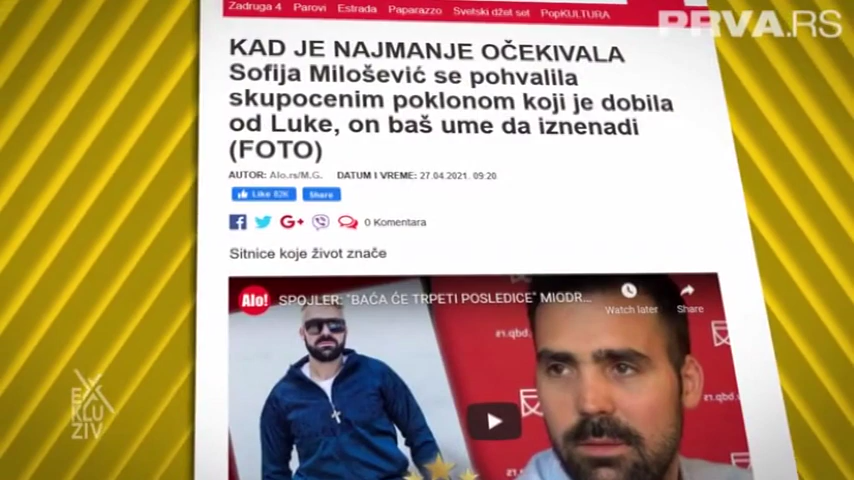 Zadruga 4 Parovi Estrada Paparazzo Svetski džet set PopKULTURA
PRVA.RS
KAD JE NAJMANJE OČEKIVALA
Sofija Milošević se pohvalila
skupocenim poklonom koji je dobila
od Luke, on baš ume da iznenadi
(FOTO)
AUTOR: Alo.rs/M.G. DATUM I VREME: 27.04.2021. 09:20
Like 82K Share
0 Komentara
Sitnice koje život znače
Alo! SPOJLER: "BAĆA ĆE TRPETI POSLEDICE" MIODR...
Watch later Share
EX
KLU
ZIV